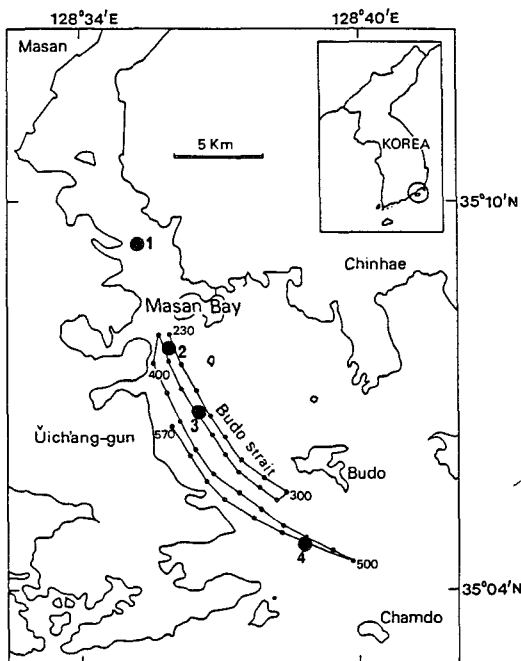 128°34′E
128°40′E
Masan
5 Km
KOREA
35°10′N
1
Chinhae
Masan Bay
230
2
400
3
Ŭich'ang-gun
570
Budo strait
Budo
300
4
500
35°04′N
Chamdo